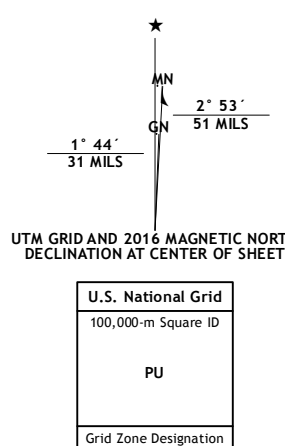 ★
MN
GN
2° 53´
51 MILS
1° 44´
31 MILS
UTM GRID AND 2016 MAGNETIC NORT
DECLINATION AT CENTER OF SHEET
U.S. National Grid
100,000-m Square ID
PU
Grid Zone Designation